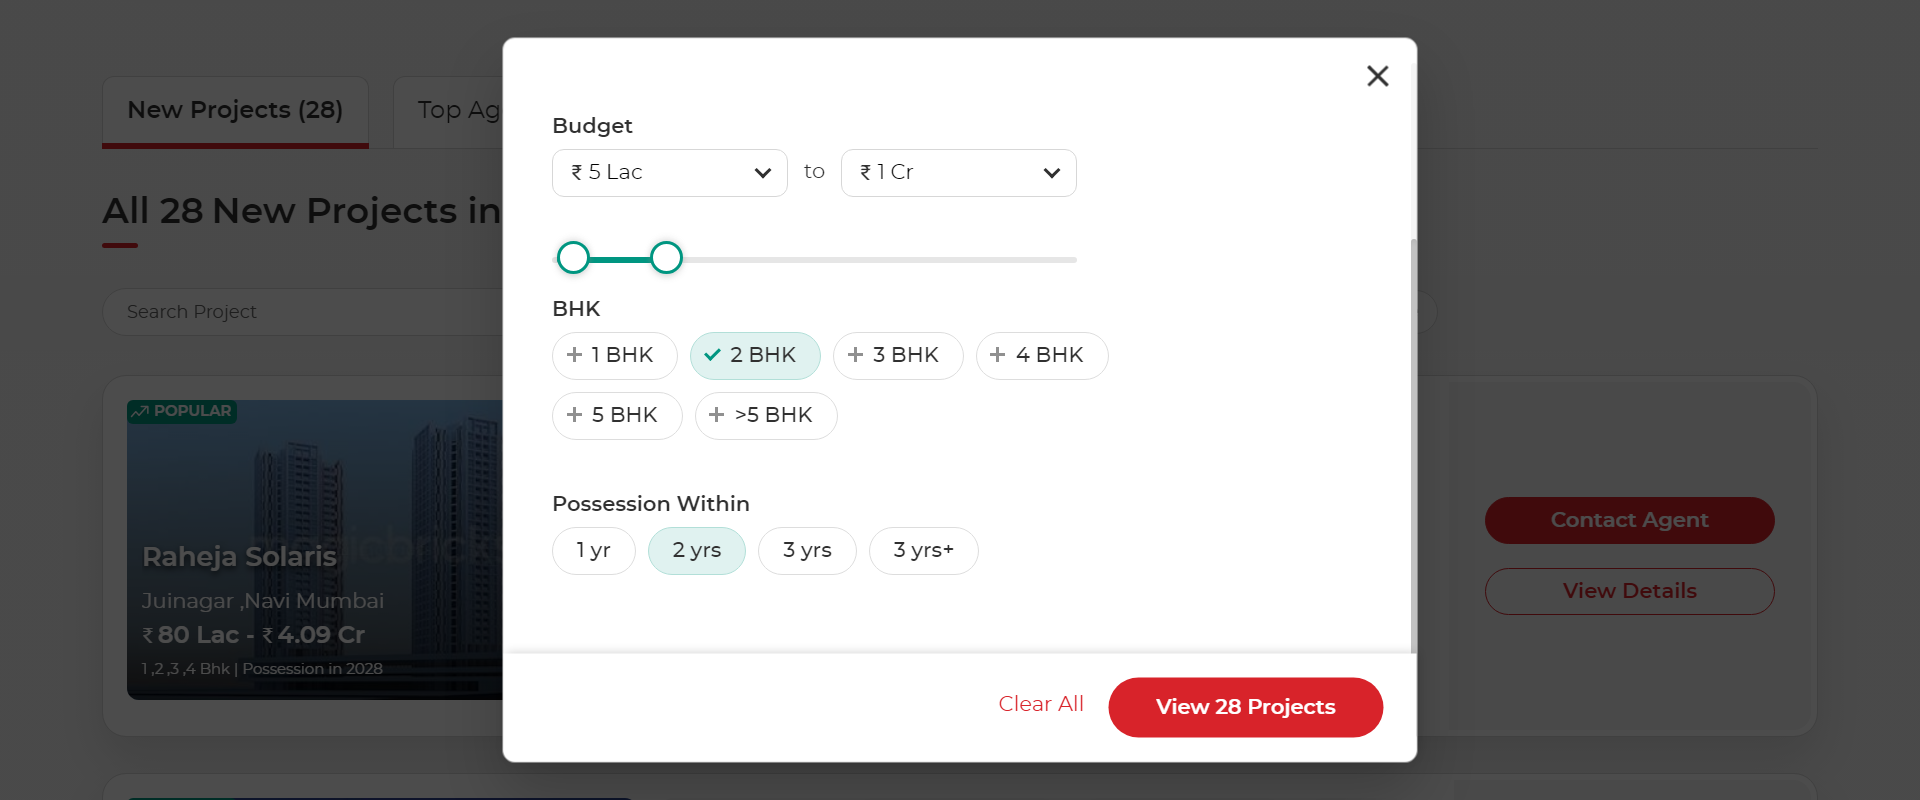 New Projects (28)
Top Ag
All 28 New Projects in
Search Project
POPULAR
Raheja Solaris
Juinagar ,Navi Mumbai
₹ 80 Lac - ₹ 4.09 Cr
1 ,2 ,3 ,4 Bhk | Possession in 2028
Budget
₹ 5 Lac
to
₹ 1 Cr
BHK
1 BHK
2 BHK
3 BHK
4 BHK
5 BHK
>5 BHK
Possession Within
1 yr
2 yrs
3 yrs
3 yrs+
Clear All
View 28 Projects
Contact Agent
View Details